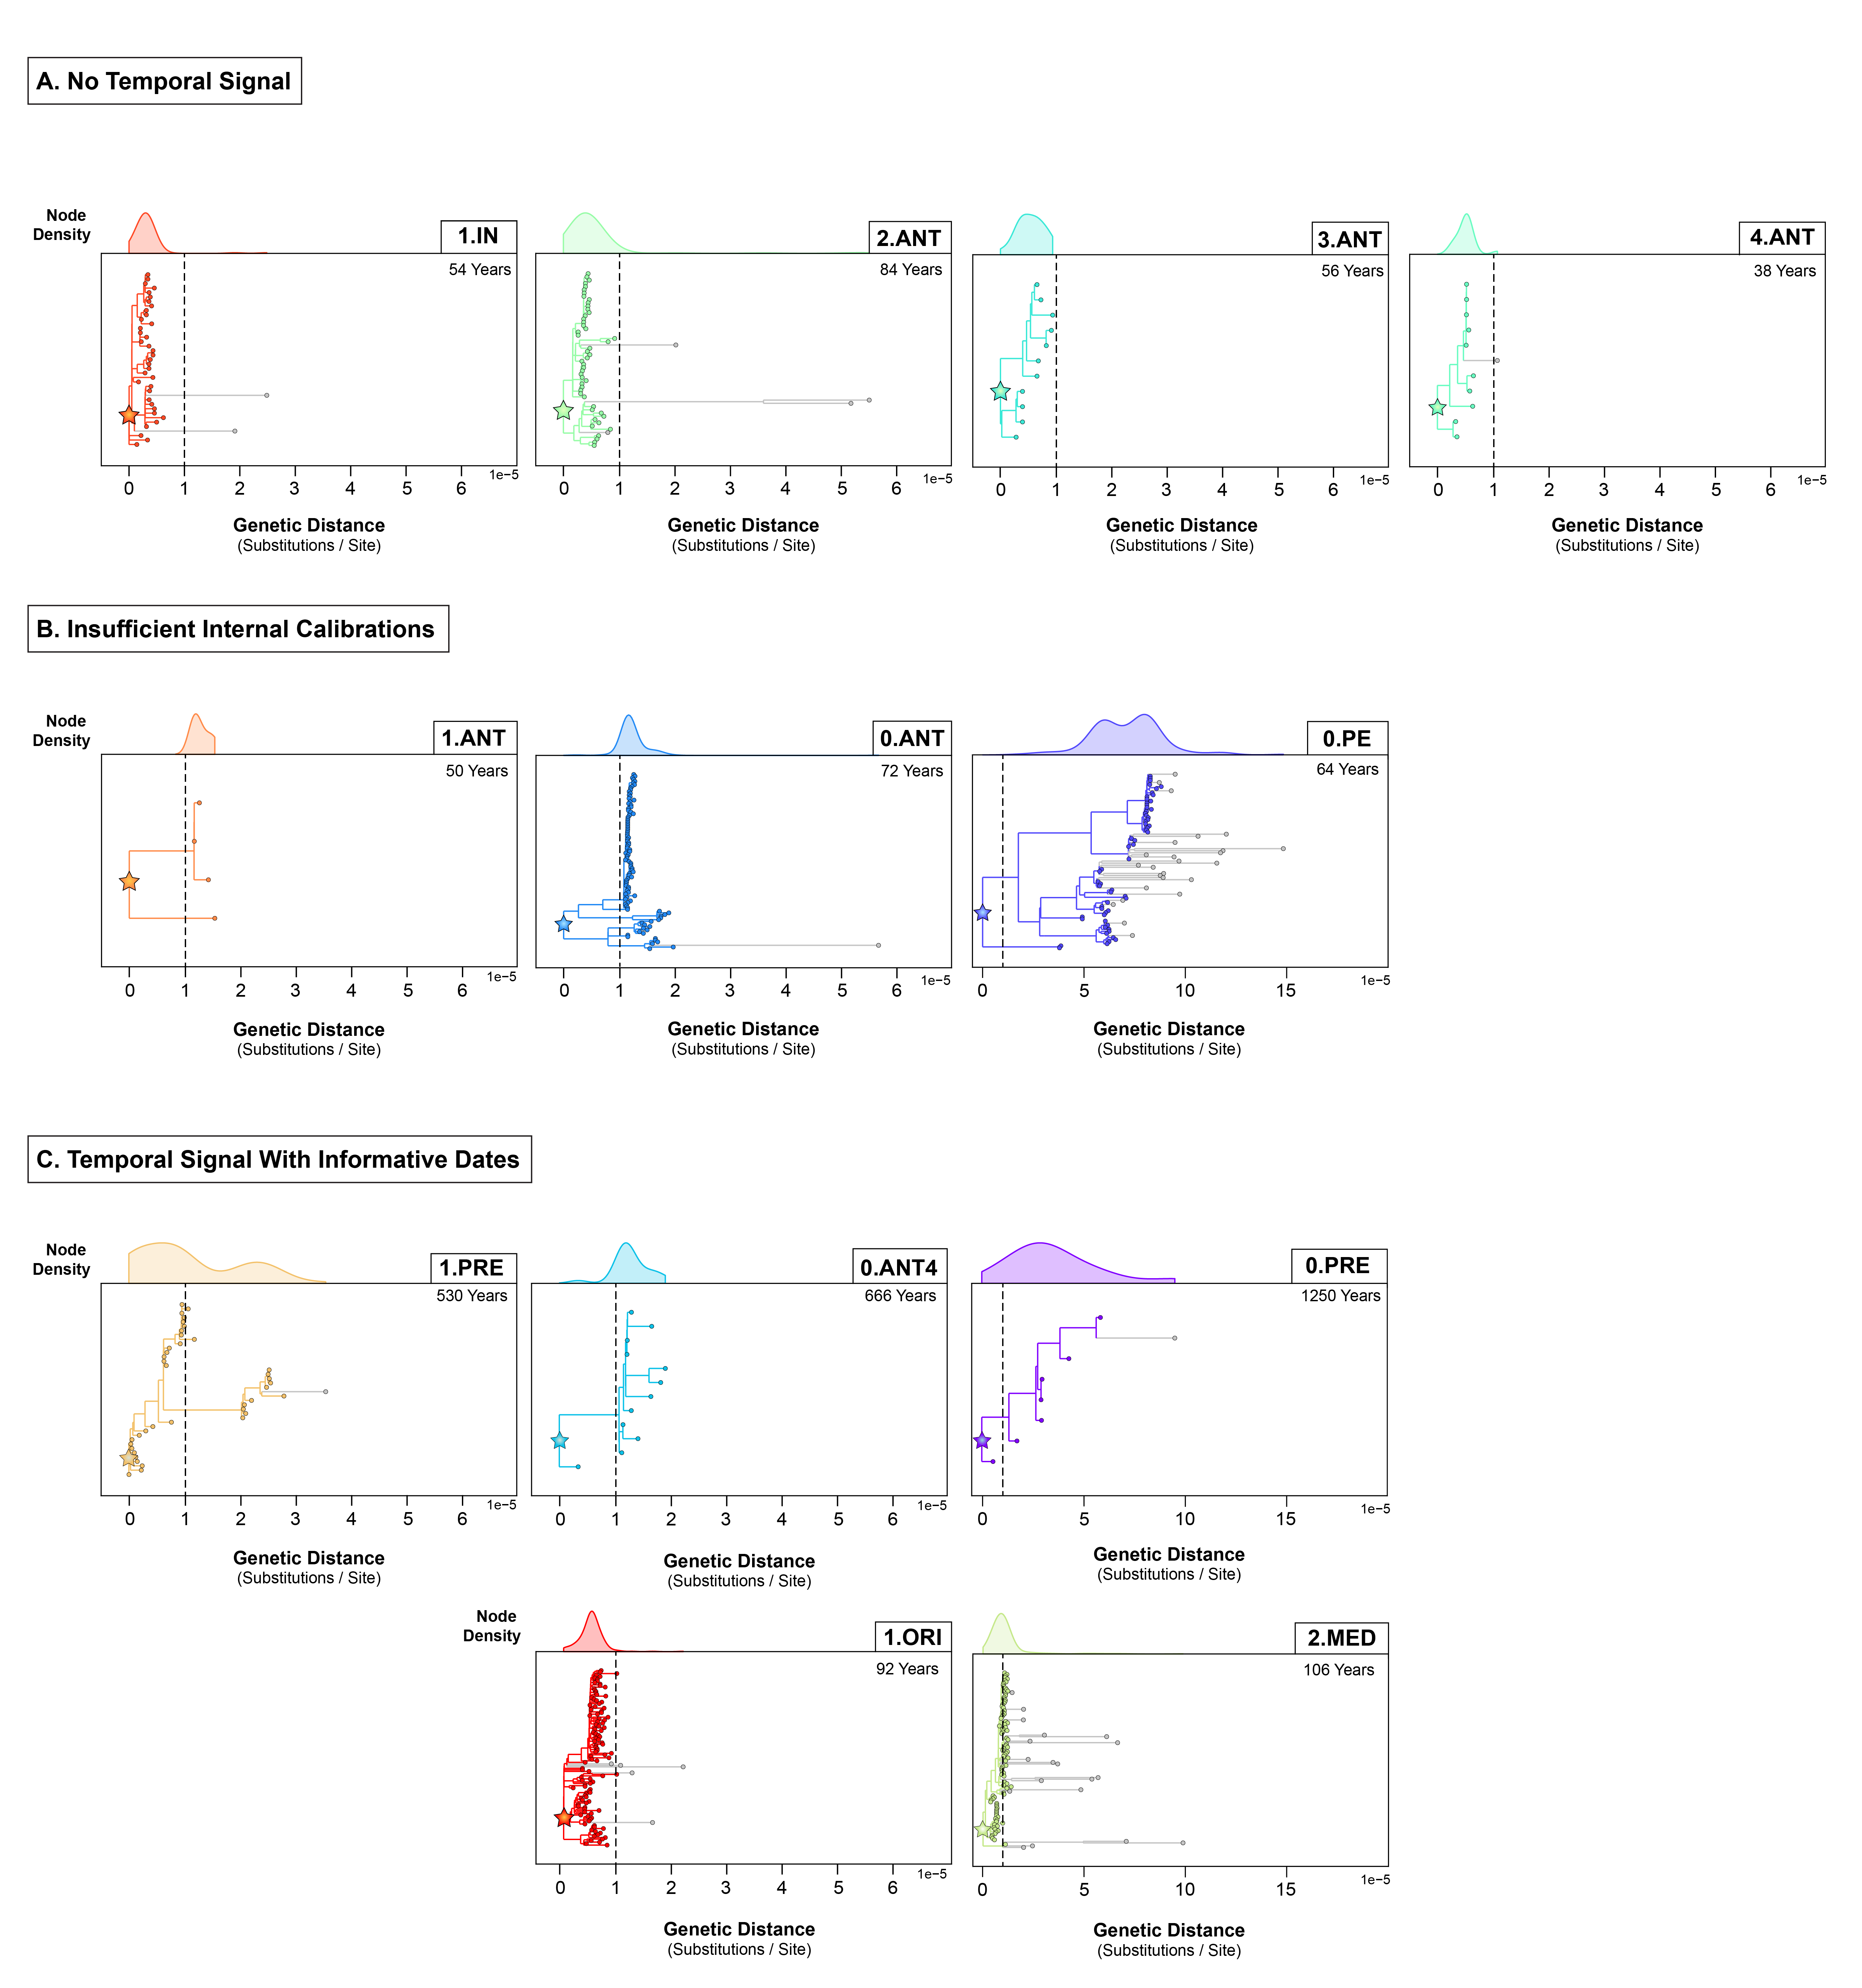 A. No Temporal Signal
Node
Density
1.IN
2.ANT
3.ANT
4.ANT
54 Years
84 Years
56 Years
38 Years
1e−5
1e−5
1e−5
1e−5
0 1 2 3 4 5 6
0 1 2 3 4 5 6
0 1 2 3 4 5 6
0 1 2 3 4 5 6
Genetic Distance
(Substitutions / Site)
Genetic Distance
(Substitutions / Site)
Genetic Distance
(Substitutions / Site)
Genetic Distance
(Substitutions / Site)
B. Insufficient Internal Calibrations
Node
Density
1.ANT
0.ANT
0.PE
50 Years
72 Years
64 Years
1e−5
1e−5
1e−5
0 1 2 3 4 5 6
0 1 2 3 4 5 6
0 5 10 15
Genetic Distance
(Substitutions / Site)
Genetic Distance
(Substitutions / Site)
Genetic Distance
(Substitutions / Site)
C. Temporal Signal With Informative Dates
Node
Density
1.PRE
0.ANT4
0.PRE
530 Years
666 Years
1250 Years
1e−5
1e−5
1e−5
0 1 2 3 4 5 6
0 1 2 3 4 5 6
0 5 10 15
Genetic Distance
(Substitutions / Site)
Genetic Distance
(Substitutions / Site)
Genetic Distance
(Substitutions / Site)
Node
Density
1.ORI
2.MED
92 Years
106 Years
1e−5
1e−5
0 1 2 3 4 5 6
0 5 10 15
Genetic Distance
(Substitutions / Site)
Genetic Distance
(Substitutions / Site)